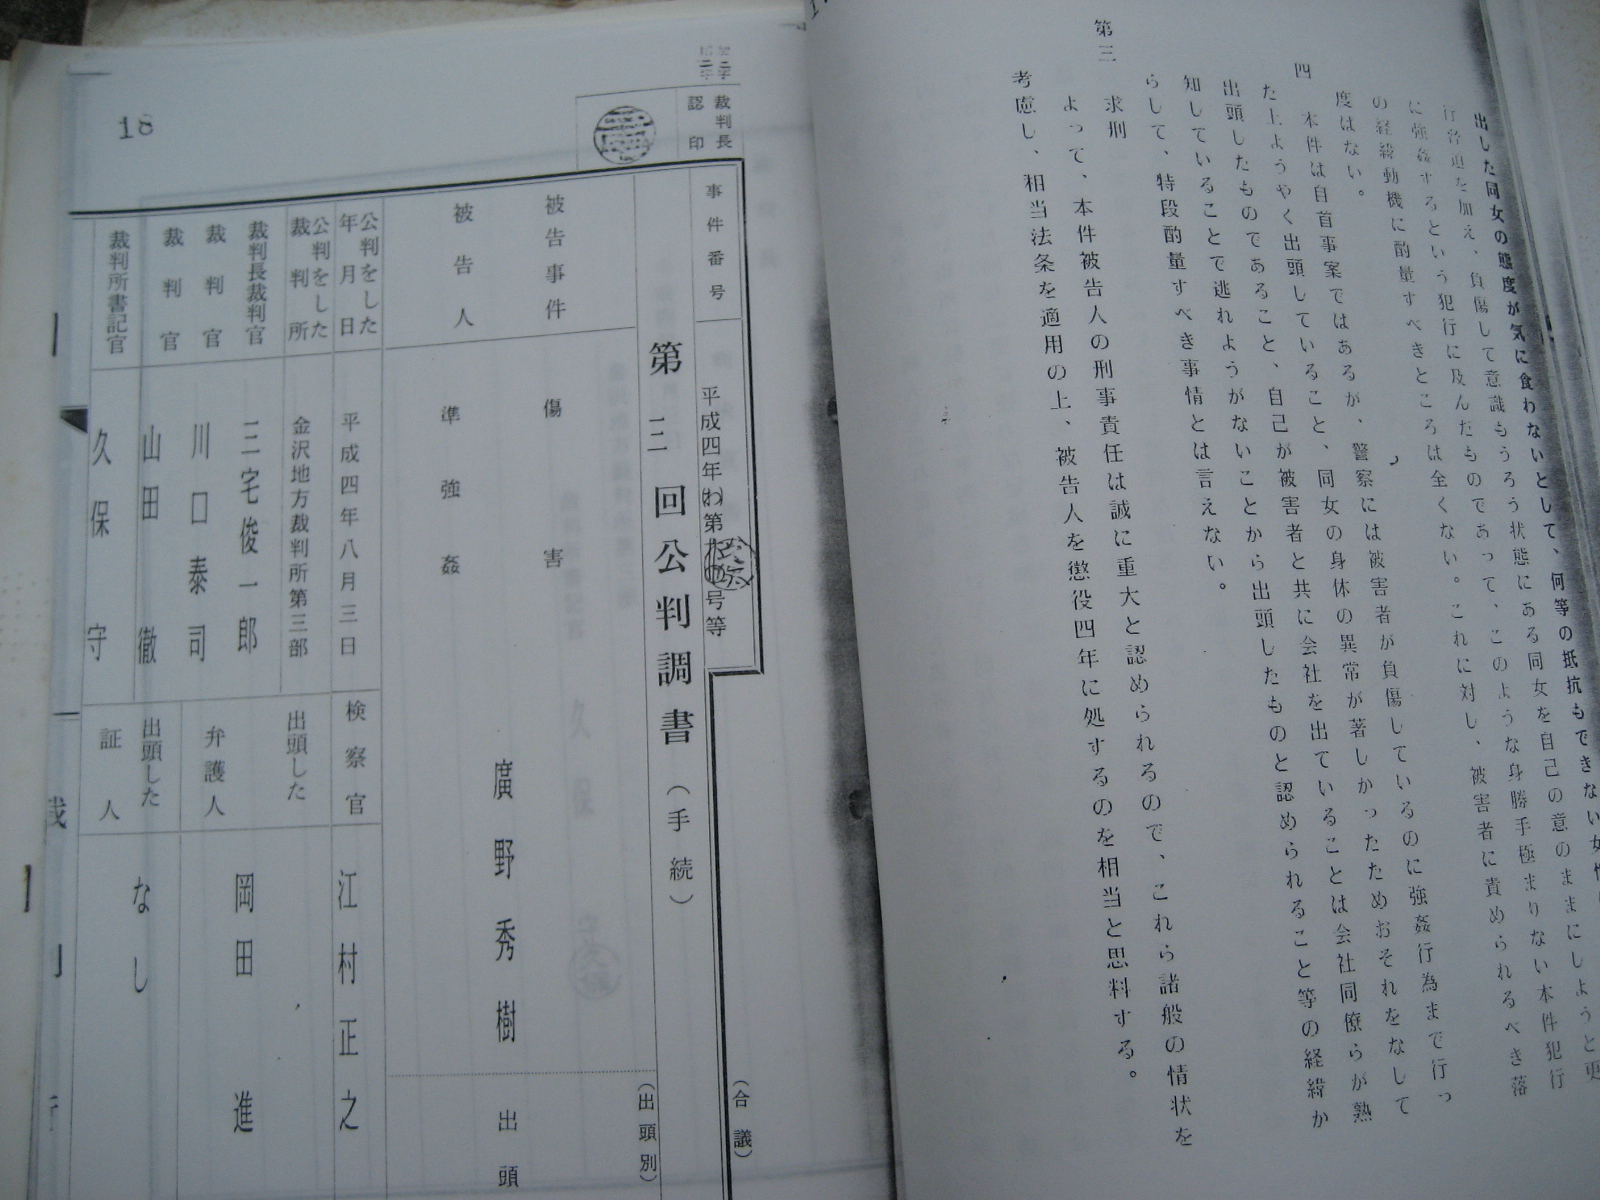 出した同女の態度が気に食わないとして、何等の抵抗もできない女性
行脅迫を加え、負傷して意識もうろう状態にある同女を自己の意のままにしようと更
に強姦するという犯行に及んだものであって、このような身勝手極まりない本件犯行
の経緯動機に酌量すべきところは全くない。これに対し、被害者に責められるべき落
度はない。
四 本件は自首事案ではあるが、警察には被害者が負傷しているのに強姦行為まで行っ
た上ようやく出頭していること、同女の身体の異常が著しかったためおそれをなして
出頭したものであること、自己が被害者と共に会社を出ていることは会社同僚らが熟
知していることで逃れようがないことから出頭したものと認められること等の経緯か
らして、特段酌量すべき事情とは言えない。
第三 求刑
よって、本件被告人の刑事責任は誠に重大と認められるので、これら諸般の情状を
考慮し、相当法条を適用の上、被告人を懲役四年に処するのを相当と思料する。
18
裁判長
認印
事件番号 平成四年(わ)第 号等
(合議)
第二回公判調書(手続)
(出頭別)
被告事件 傷害
準強姦
被告人 廣野秀樹 出頭
公判をした年月日 平成四年八月三日
公判をした裁判所 金沢地方裁判所第三部
裁判長裁判官 三宅俊一郎
裁判官 川口泰司
裁判官 山田徹
裁判所書記官 久保守
検察官 江村正之
出頭した弁護人 岡田進
出頭した証人 なし